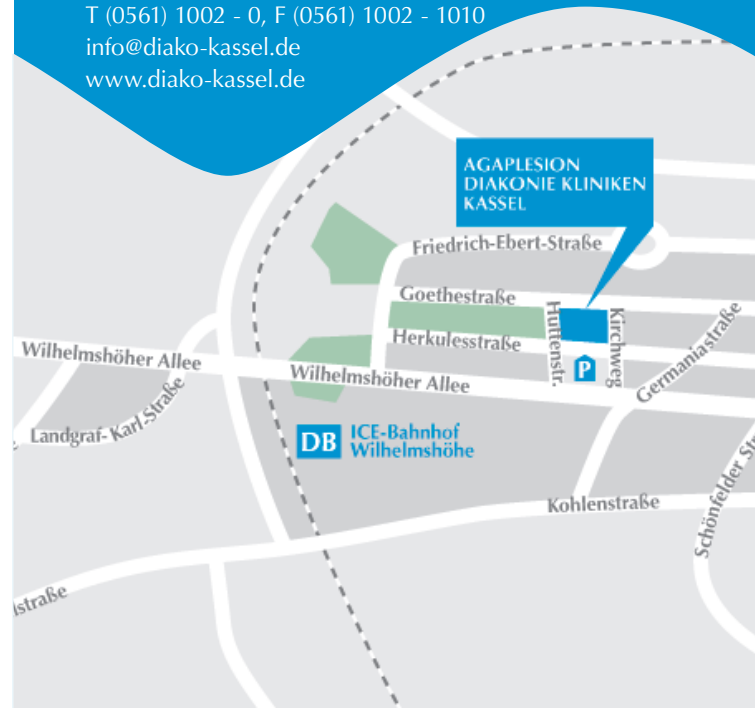 T (0561) 1002 - 0, F (0561) 1002 - 1010
info@diako-kassel.de
www.diako-kassel.de
AGAPLESION
DIAKONIE KLINIKEN
KASSEL
Friedrich-Ebert-Straße
Goethestraße
Huttenstr.
Kirchweg
Herkulesstraße
Germaniastraße
P
Wilhelmshöher Allee
Wilhelmshöher Allee
Landgraf-Karl-Straße
DB
ICE-Bahnhof
Wilhelmshöhe
Kohlenstraße
Schönfelder Str
lstraße